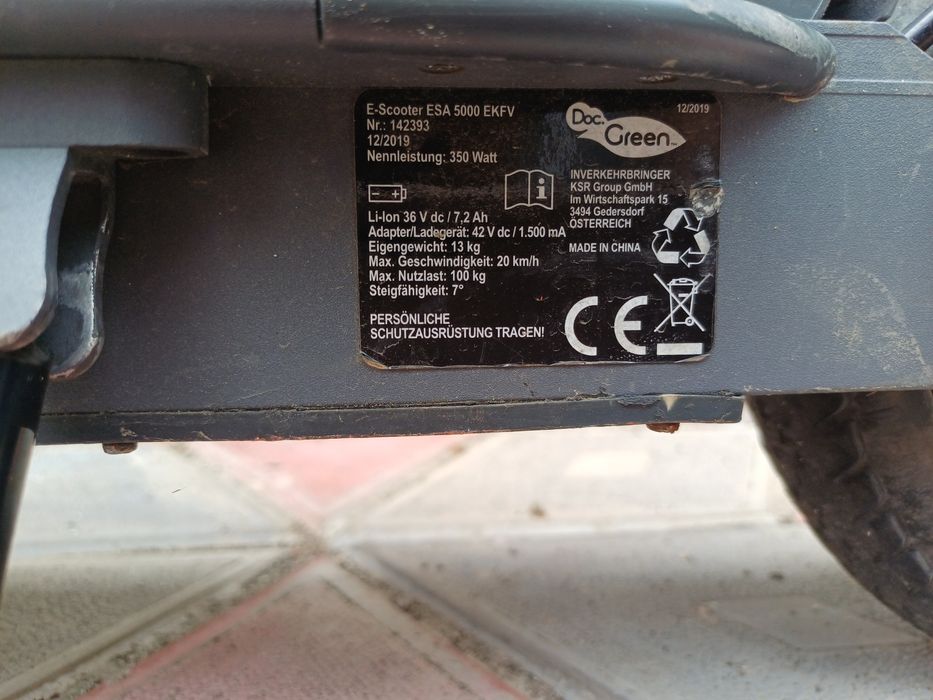 E-Scooter ESA 5000 EKFV
Nr.: 142393
12/2019
Nennleistung: 350 Watt
Doc.
Green
12/2019
INVERKEHRBRINGER
KSR Group GmbH
Im Wirtschaftspark 15
3494 Gedersdorf
ÖSTERREICH
MADE IN CHINA
- +
i
Li-Ion 36 V dc / 7,2 Ah
Adapter/Ladegerät: 42 V dc / 1.500 mA
Eigengewicht: 13 kg
Max. Geschwindigkeit: 20 km/h
Max. Nutzlast: 100 kg
Steigfähigkeit: 7°
PERSÖNLICHE
SCHUTZAUSRÜSTUNG TRAGEN!
CE